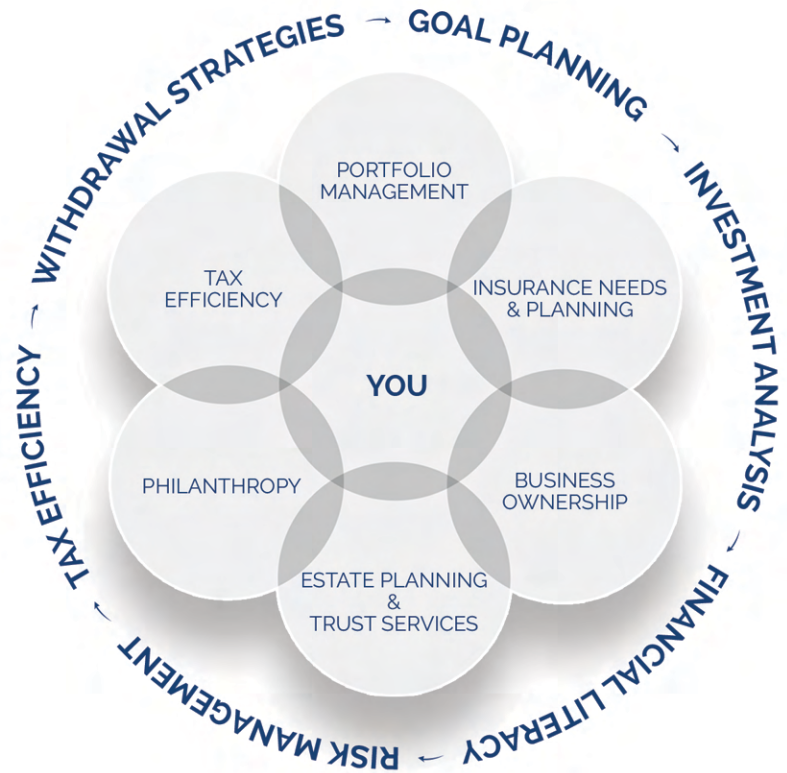 WITHDRAWAL STRATEGIES → GOAL PLANNING → INVESTMENT ANALYSIS → FINANCIAL LITERACY → RISK MANAGEMENT → TAX EFFICIENCY →
PORTFOLIO
MANAGEMENT
TAX
EFFICIENCY
INSURANCE NEEDS
& PLANNING
YOU
PHILANTHROPY
BUSINESS
OWNERSHIP
ESTATE PLANNING
&
TRUST SERVICES